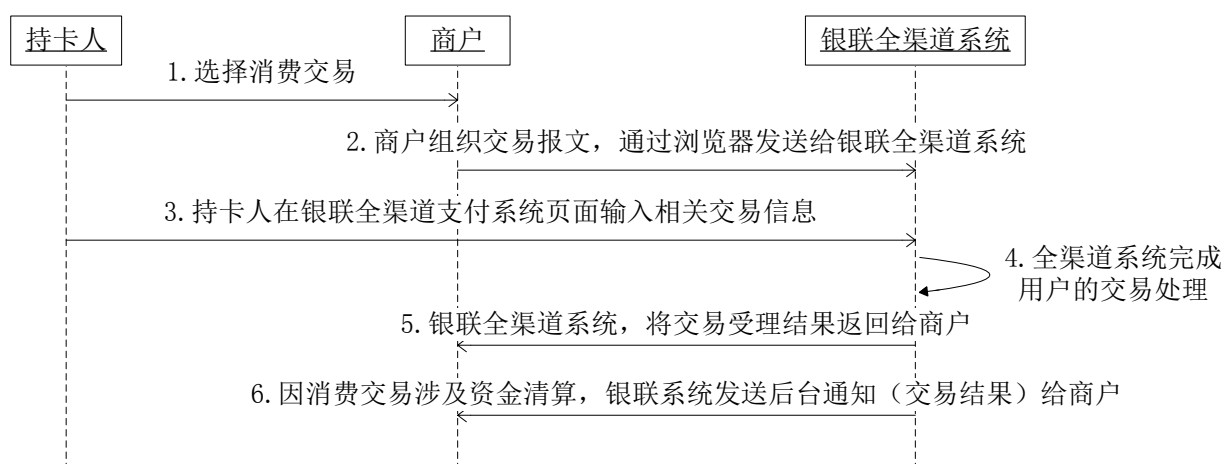 持卡人
商户
银联全渠道系统
1.选择消费交易
2.商户组织交易报文，通过浏览器发送给银联全渠道系统
3.持卡人在银联全渠道支付系统页面输入相关交易信息
4.全渠道系统完成
用户的交易处理
5.银联全渠道系统，将交易受理结果返回给商户
6.因消费交易涉及资金清算，银联系统发送后台通知（交易结果）给商户